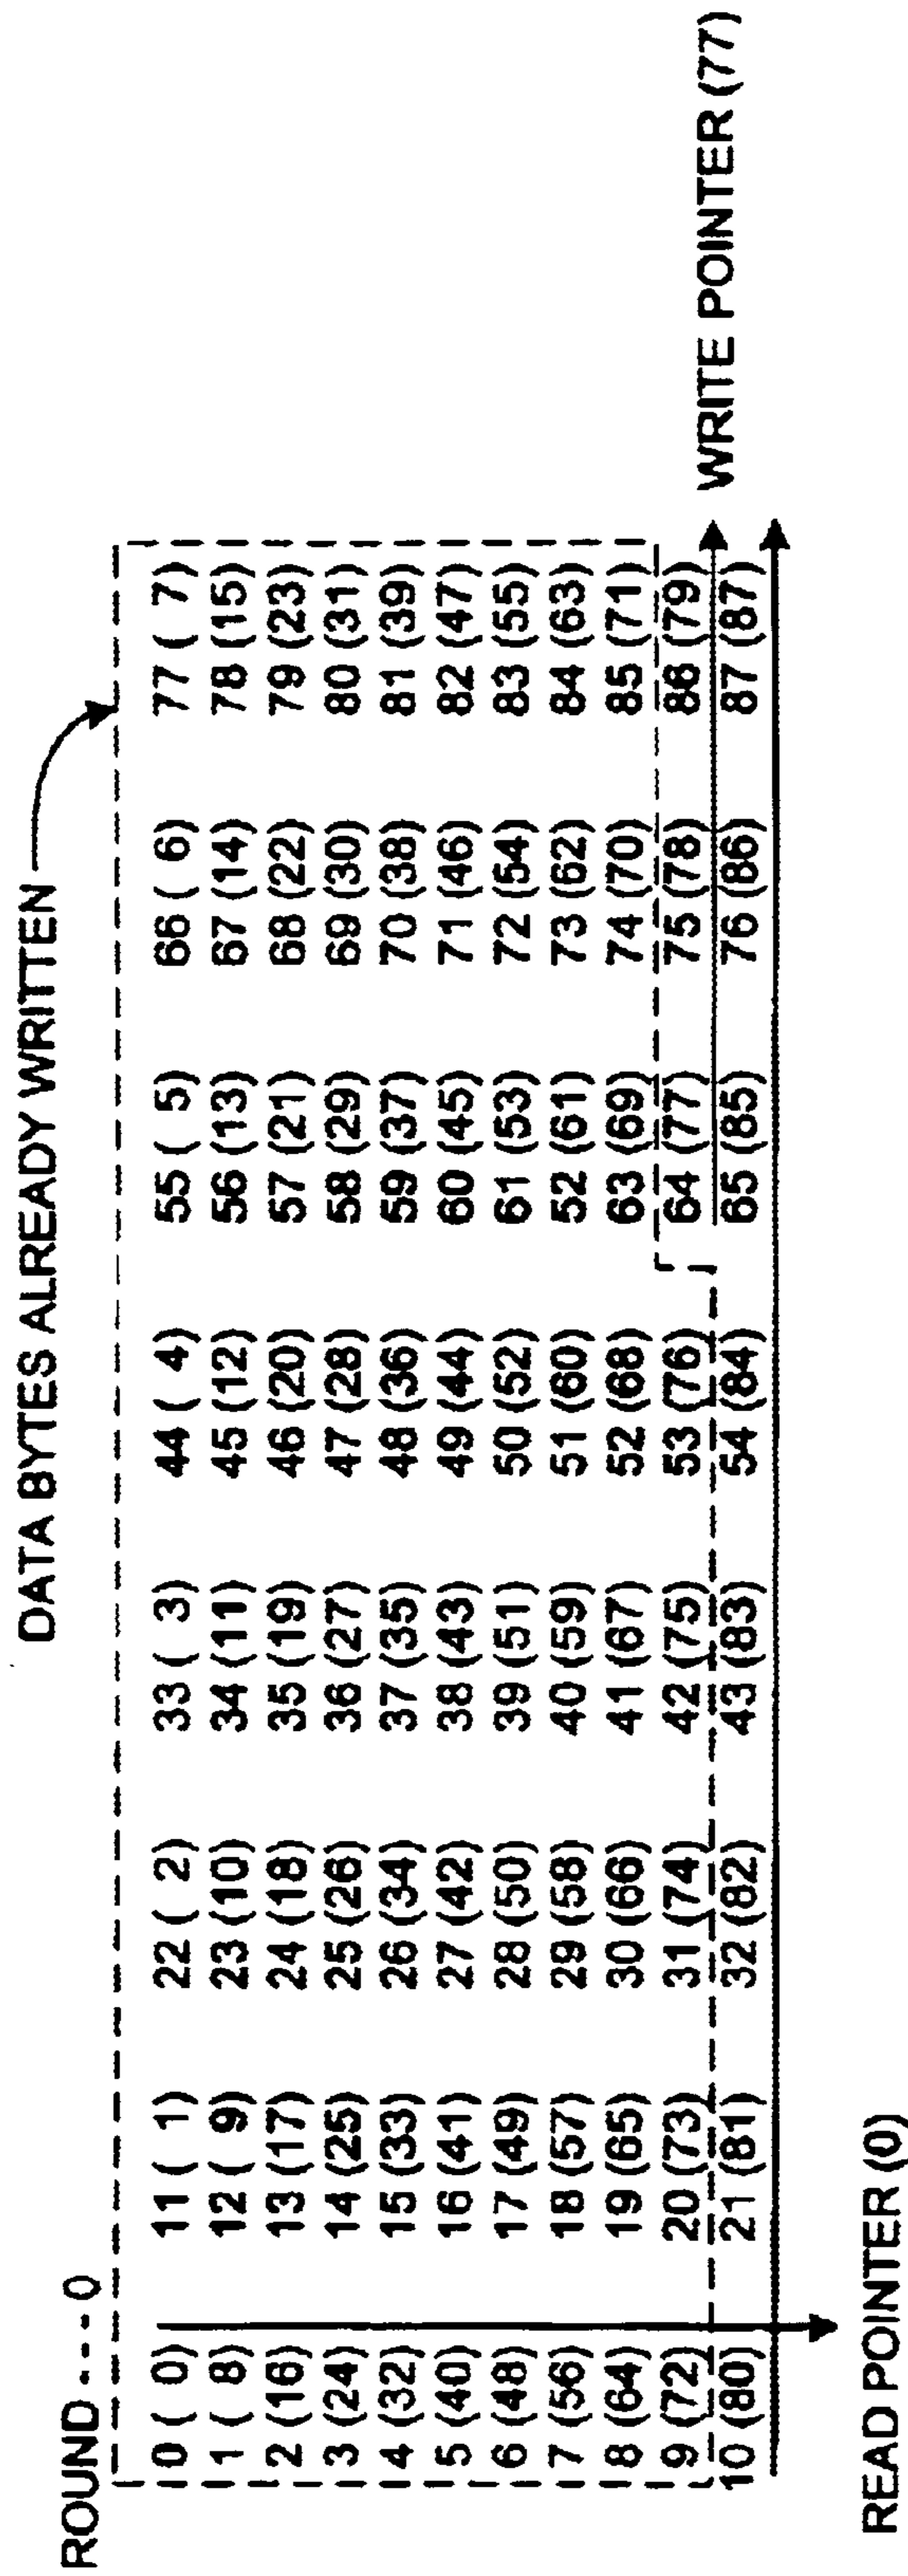 DATA BYTES ALREADY WRITTEN
ROUND - - - 0
0 ( 0) 11 ( 1) 22 ( 2) 33 ( 3) 44 ( 4) 55 ( 5) 66 ( 6) 77 ( 7)
1 ( 8) 12 ( 9) 23 (10) 34 (11) 45 (12) 56 (13) 67 (14) 78 (15)
2 (16) 13 (17) 24 (18) 35 (19) 46 (20) 57 (21) 68 (22) 79 (23)
3 (24) 14 (25) 25 (26) 36 (27) 47 (28) 58 (29) 69 (30) 80 (31)
4 (32) 15 (33) 26 (34) 37 (35) 48 (36) 59 (37) 70 (38) 81 (39)
5 (40) 16 (41) 27 (42) 38 (43) 49 (44) 60 (45) 71 (46) 82 (47)
6 (48) 17 (49) 28 (50) 39 (51) 50 (52) 61 (53) 72 (54) 83 (55)
7 (56) 18 (57) 29 (58) 40 (59) 51 (60) 52 (61) 73 (62) 84 (63)
8 (64) 19 (65) 30 (66) 41 (67) 52 (68) 63 (69) 74 (70) 85 (71)
9 (72) 20 (73) 31 (74) 42 (75) 53 (76) 64 (77) 75 (78) 86 (79)
WRITE POINTER (77)
10 (80) 21 (81) 32 (82) 43 (83) 54 (84) 65 (85) 76 (86) 87 (87)
READ POINTER (0)